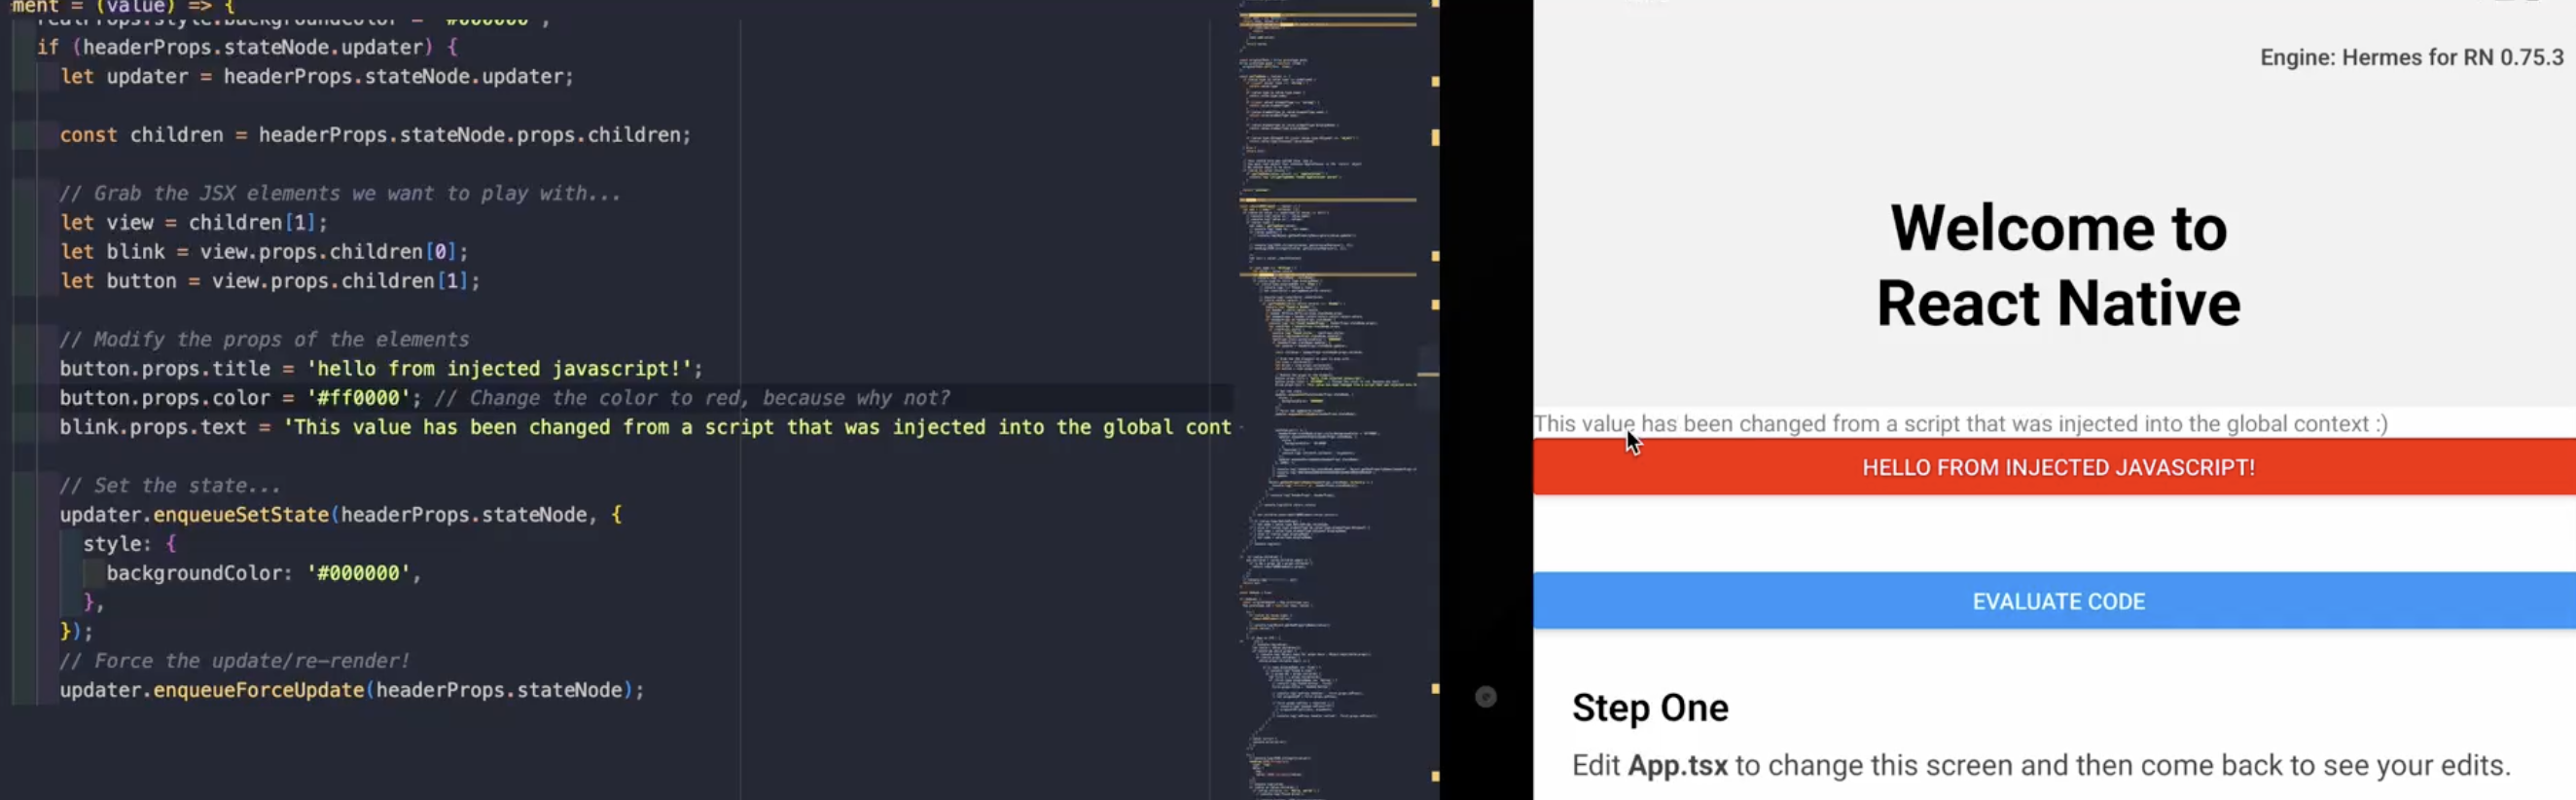 ment = (value) => {
realProps.style.backgroundColor = '#000000';
if (headerProps.stateNode.updater) {
let updater = headerProps.stateNode.updater;
const children = headerProps.stateNode.props.children;
// Grab the JSX elements we want to play with...
let view = children[1];
let blink = view.props.children[0];
let button = view.props.children[1];
// Modify the props of the elements
button.props.title = 'hello from injected javascript!';
button.props.color = '#ff0000'; // Change the color to red, because why not?
blink.props.text = 'This value has been changed from a script that was injected into the global cont
// Set the state...
updater.enqueueSetState(headerProps.stateNode, {
style: {
backgroundColor: '#000000',
},
});
// Force the update/re-render!
updater.enqueueForceUpdate(headerProps.stateNode);
Engine: Hermes for RN 0.75.3
Welcome to
React Native
This value has been changed from a script that was injected into the global context :)
HELLO FROM INJECTED JAVASCRIPT!
EVALUATE CODE
Step One
Edit App.tsx to change this screen and then come back to see your edits.